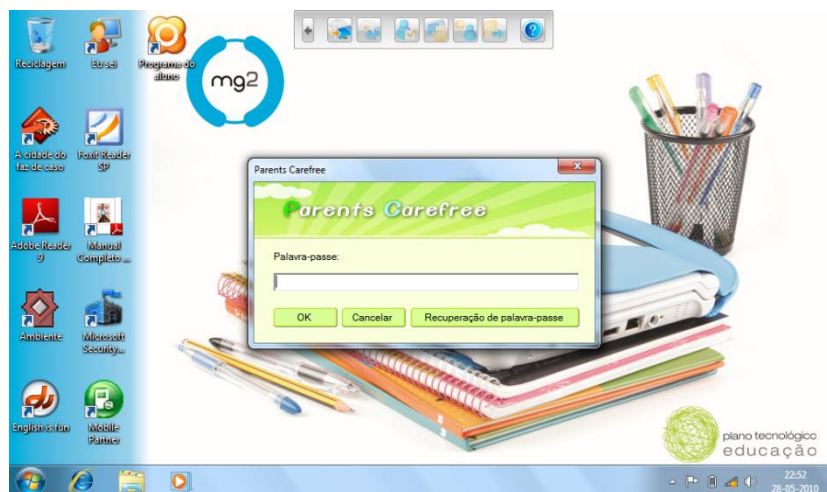 Reciclagem
Eu sei
Programa do
aluno
mg2
A cidade do
faz de caso
Foxit Reader
SP
Adobe Reader
9
Manual
Completo ...
Ambiente
Microsoft
Security...
English is fun
Mobile
Partner
Parents Carefree
Parents Carefree
Palavra-passe:
OK
Cancelar
Recuperação de palavra-passe
plano tecnológico
educação
22:52
28-05-2010